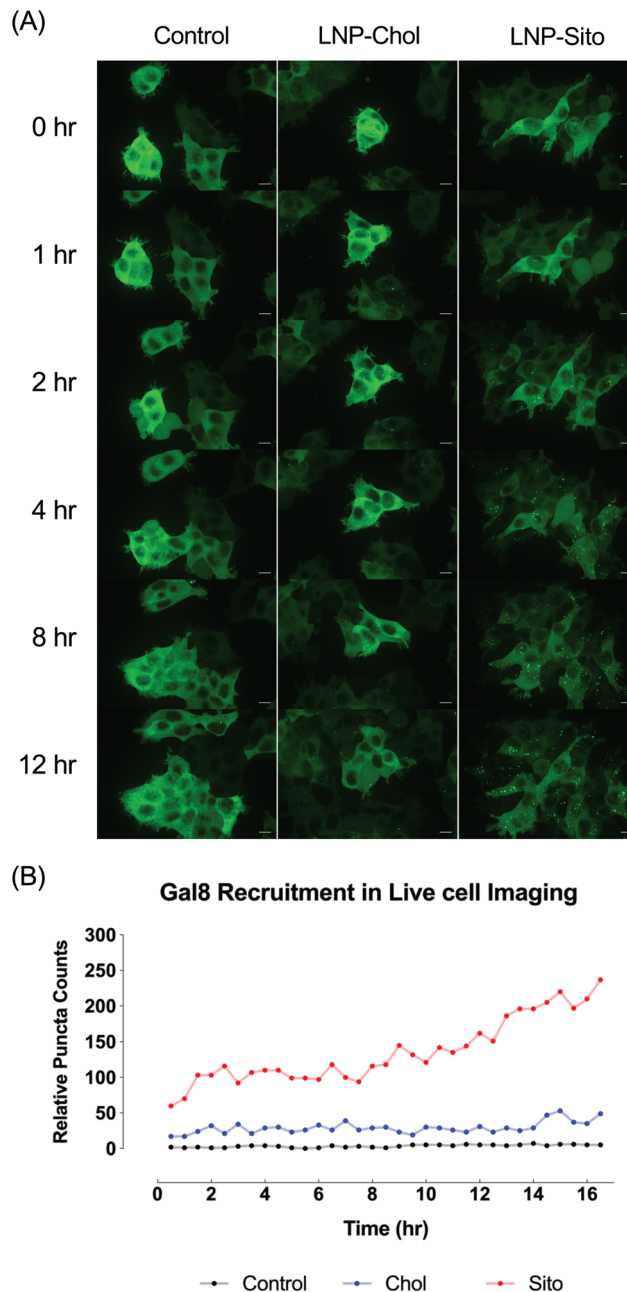 (A)
Control LNP-Chol LNP-Sito
0 hr
1 hr
2 hr
4 hr
8 hr
12 hr
(B)
Gal8 Recruitment in Live cell Imaging
Relative Puncta Counts
300
250
200
150
100
50
0
0 2 4 6 8 10 12 14 16
Time (hr)
Control Chol Sito